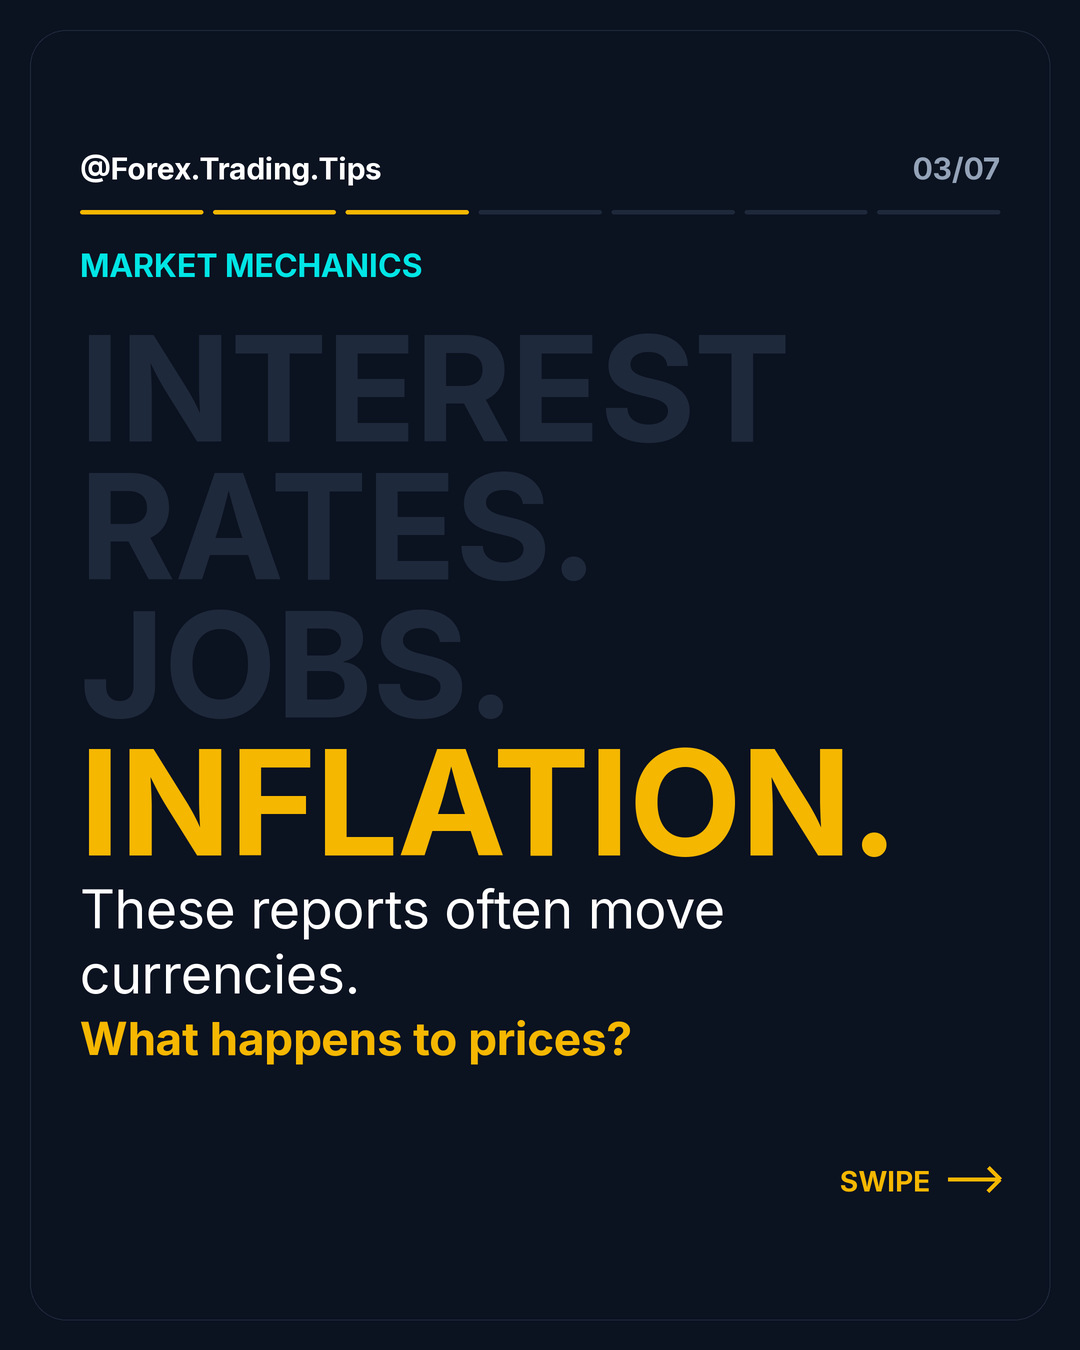 @Forex.Trading.Tips
03/07
MARKET MECHANICS
INTEREST
RATES.
JOBS.
INFLATION.
These reports often move
currencies.
What happens to prices?
SWIPE